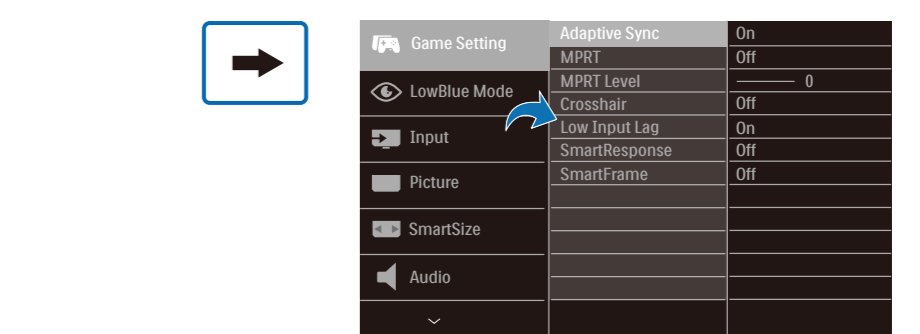 Game Setting
LowBlue Mode
Input
Picture
SmartSize
Audio
Adaptive Sync On
MPRT Off
MPRT Level 0
Crosshair Off
Low Input Lag On
SmartResponse Off
SmartFrame Off